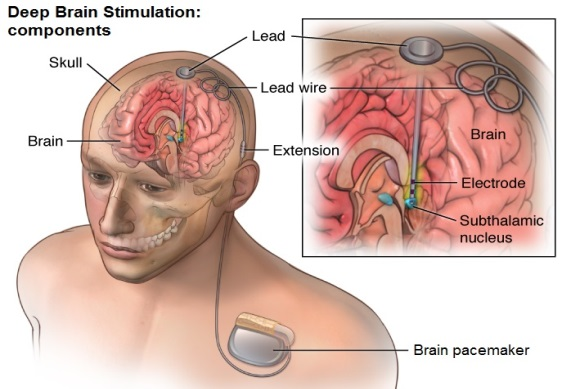 Deep Brain Stimulation:
components
Skull
Lead
Lead wire
Brain
Extension
Brain
Electrode
Subthalamic
nucleus
Brain pacemaker